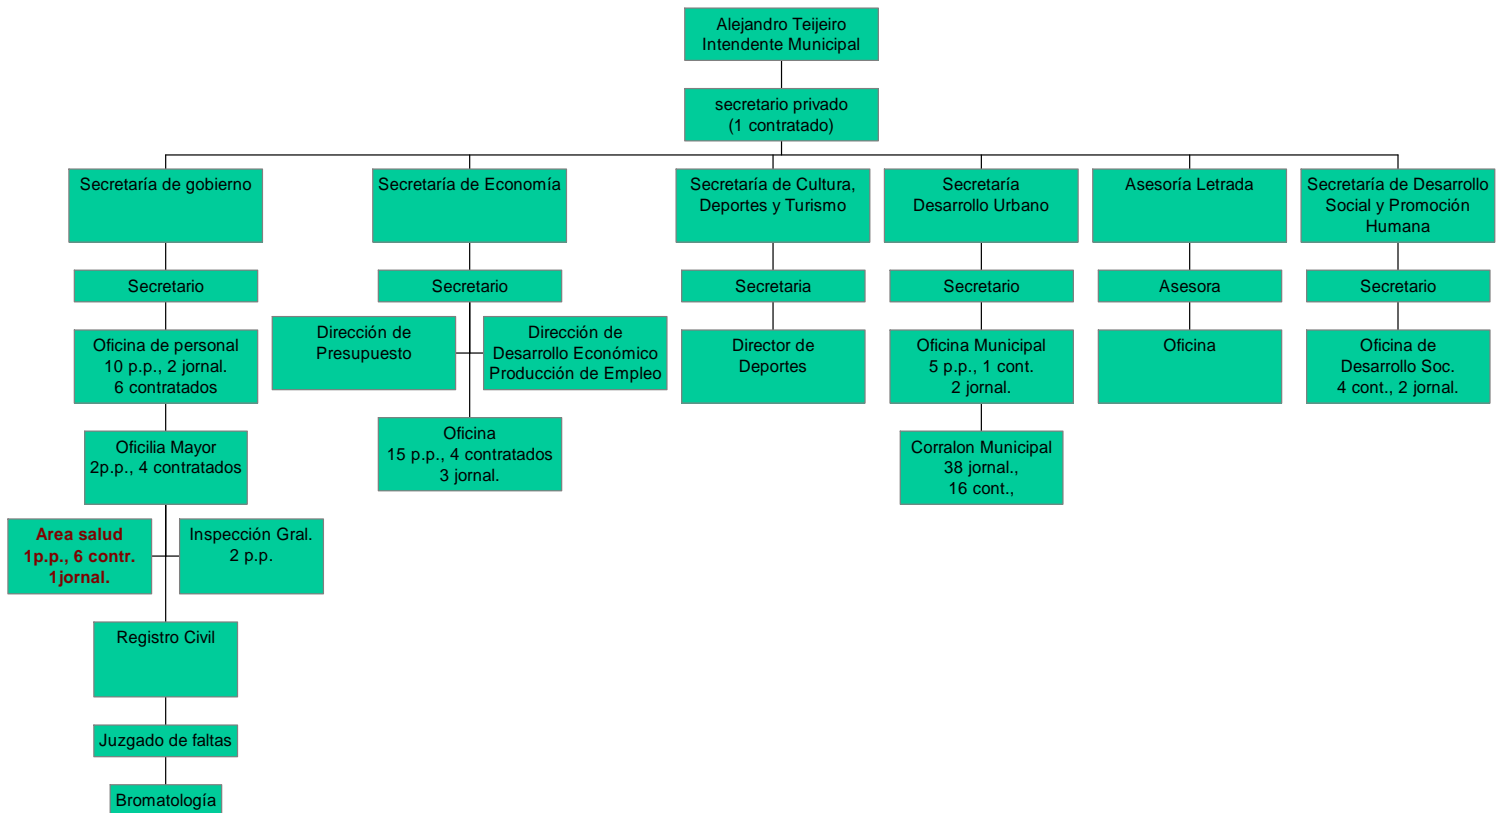 Alejandro Teijeiro
Intendente Municipal
secretario privado
(1 contratado)
Secretaría de gobierno
Secretaría de Economía
Secretaría de Cultura,
Deportes y Turismo
Secretaría
Desarrollo Urbano
Asesoría Letrada
Secretaría de Desarrollo
Social y Promoción
Humana
Secretario
Secretario
Secretaria
Secretario
Asesora
Secretario
Oficina de personal
10 p.p., 2 jornal.
6 contratados
Dirección de
Presupuesto
Dirección de
Desarrollo Económico
Producción de Empleo
Director de
Deportes
Oficina Municipal
5 p.p., 1 cont.
2 jornal.
Oficina
Oficina de
Desarrollo Soc.
4 cont., 2 jornal.
Oficilia Mayor
2p.p., 4 contratados
Oficina
15 p.p., 4 contratados
3 jornal.
Corralon Municipal
38 jornal.,
16 cont.,
Area salud
1p.p., 6 contr.
1jornal.
Inspección Gral.
2 p.p.
Registro Civil
Juzgado de faltas
Bromatología